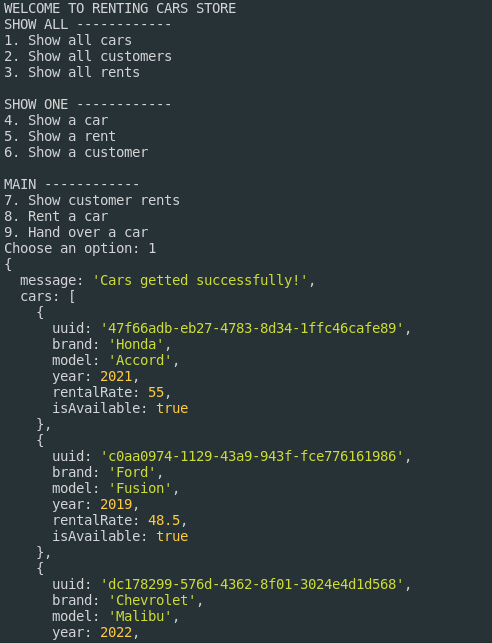 WELCOME TO RENTING CARS STORE
SHOW ALL ------------
1. Show all cars
2. Show all customers
3. Show all rents

SHOW ONE ------------
4. Show a car
5. Show a rent
6. Show a customer

MAIN ------------
7. Show customer rents
8. Rent a car
9. Hand over a car
Choose an option: 1
{
  message: 'Cars getted successfully!',
  cars: [
    {
      uuid: '47f66adb-eb27-4783-8d34-1ffc46cafe89',
      brand: 'Honda',
      model: 'Accord',
      year: 2021,
      rentalRate: 55,
      isAvailable: true
    },
    {
      uuid: 'c0aa0974-1129-43a9-943f-fce776161986',
      brand: 'Ford',
      model: 'Fusion',
      year: 2019,
      rentalRate: 48.5,
      isAvailable: true
    },
    {
      uuid: 'dc178299-576d-4362-8f01-3024e4d1d568',
      brand: 'Chevrolet',
      model: 'Malibu',
      year: 2022,